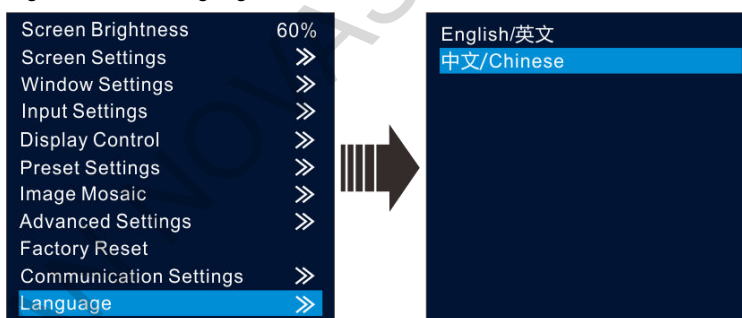 Screen Brightness 60%
Screen Settings
Window Settings
Input Settings
Display Control
Preset Settings
Image Mosaic
Advanced Settings
Factory Reset
Communication Settings
Language
English/英文
中文/Chinese